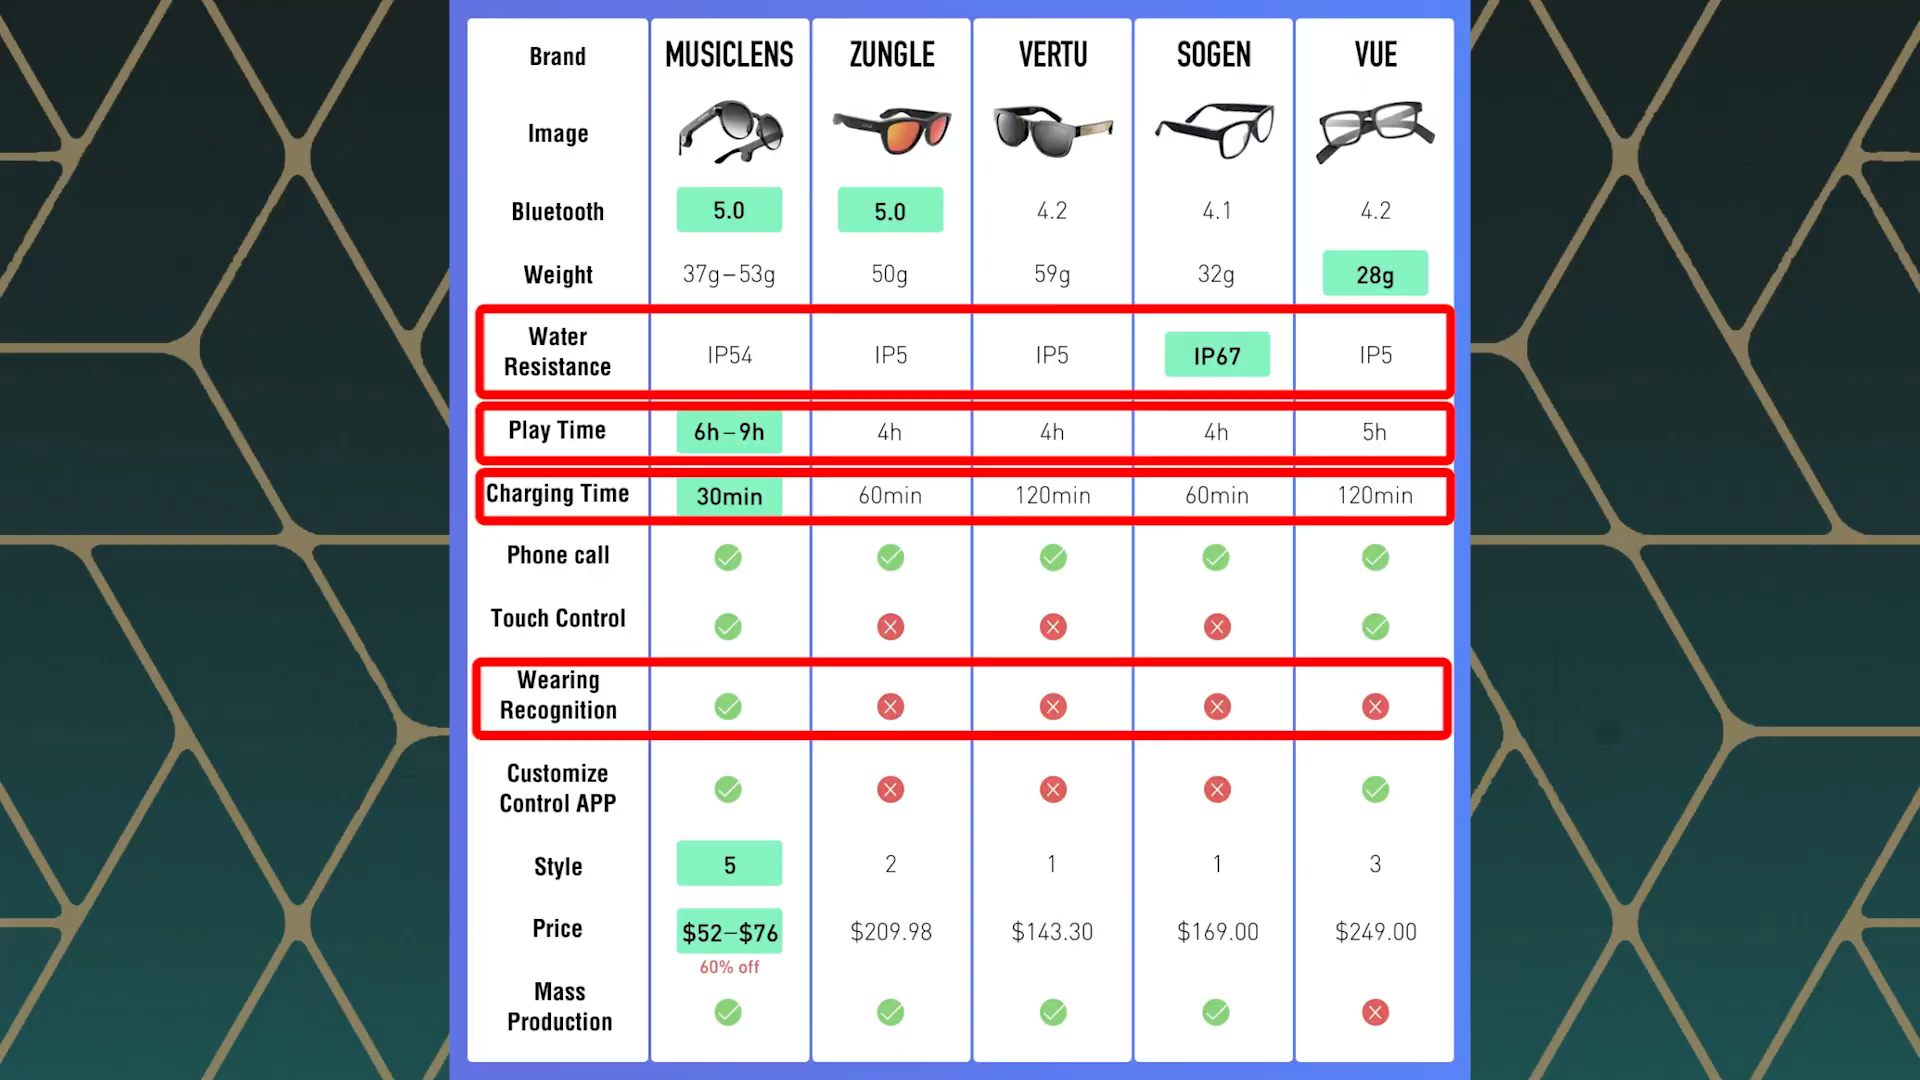 Brand MUSICLENS ZUNGLE VERTU SOGEN VUE
Image
Bluetooth 5.0 5.0 4.2 4.1 4.2
Weight 37g–53g 50g 59g 32g 28g
Water
Resistance IP54 IP5 IP5 IP67 IP5
Play Time 6h–9h 4h 4h 4h 5h
Charging Time 30min 60min 120min 60min 120min
Phone call
Touch Control
Wearing
Recognition
Customize
Control APP
Style 5 2 1 1 3
Price $52–$76 $209.98 $143.30 $169.00 $249.00
60% off
Mass
Production